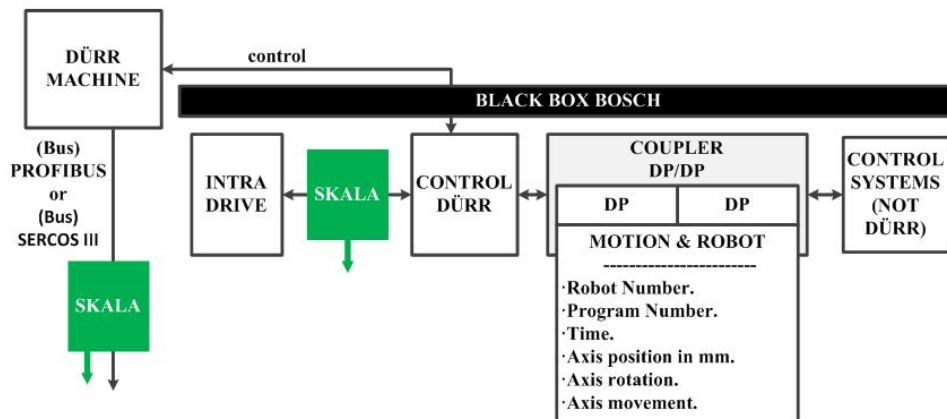 DÜRR
MACHINE
control
BLACK BOX BOSCH
(Bus)
PROFIBUS
or
(Bus)
SERCOS III
SKALA
INTRA
DRIVE
SKALA
CONTROL
DÜRR
COUPLER
DP/DP
DP
DP
MOTION & ROBOT
------------------------
·Robot Number.
·Program Number.
·Time.
·Axis position in mm.
·Axis rotation.
·Axis movement.
CONTROL
SYSTEMS
(NOT
DÜRR)